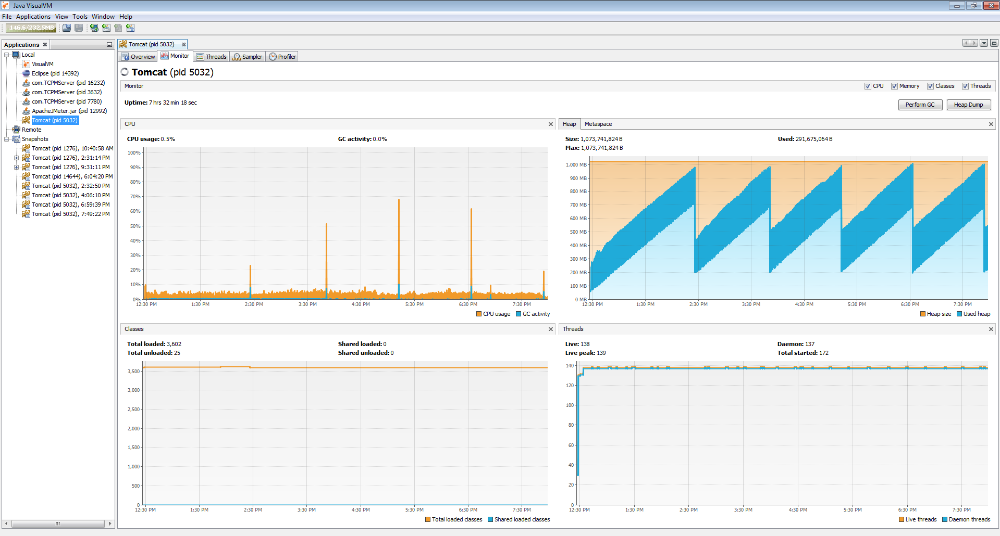 Java VisualVM
File Applications View Tools Window Help
146.6/232.5MB
Applications
Local
VisualVM
Eclipse (pid 14392)
com.TCPMServer (pid 16232)
com.TCPMServer (pid 3632)
com.TCPMServer (pid 7780)
ApacheJMeter.jar (pid 12992)
Tomcat (pid 5032)
Remote
Snapshots
Tomcat (pid 1276), 10:40:58 AM
Tomcat (pid 1276), 2:31:14 PM
Tomcat (pid 1276), 9:31:11 PM
Tomcat (pid 14644), 6:04:20 PM
Tomcat (pid 5032), 2:32:50 PM
Tomcat (pid 5032), 4:06:10 PM
Tomcat (pid 5032), 6:59:39 PM
Tomcat (pid 5032), 7:49:22 PM
Tomcat (pid 5032)
Overview Monitor Threads Sampler Profiler
Tomcat (pid 5032)
Monitor CPU Memory Classes Threads
Uptime: 7 hrs 32 min 18 sec
Perform GC Heap Dump
CPU
CPU usage: 0.5% GC activity: 0.0%
100%
90%
80%
70%
60%
50%
40%
30%
20%
10%
0%
12:30 PM 1:30 PM 2:30 PM 3:30 PM 4:30 PM 5:30 PM 6:30 PM 7:30 PM
CPU usage GC activity
Heap Metaspace
Size: 1,073,741,824 B Used: 291,675,064 B
Max: 1,073,741,824 B
1,000 MB
900 MB
800 MB
700 MB
600 MB
500 MB
400 MB
300 MB
200 MB
100 MB
0 MB
12:30 PM 1:30 PM 2:30 PM 3:30 PM 4:30 PM 5:30 PM 6:30 PM 7:30 PM
Heap size Used heap
Classes
Total loaded: 3,602 Shared loaded: 0
Total unloaded: 25 Shared unloaded: 0
3,500
3,000
2,500
2,000
1,500
1,000
500
0
12:30 PM 1:30 PM 2:30 PM 3:30 PM 4:30 PM 5:30 PM 6:30 PM 7:30 PM
Total loaded classes Shared loaded classes
Threads
Live: 138 Daemon: 137
Live peak: 139 Total started: 172
140
120
100
80
60
40
20
0
12:30 PM 1:30 PM 2:30 PM 3:30 PM 4:30 PM 5:30 PM 6:30 PM 7:30 PM
Live threads Daemon threads